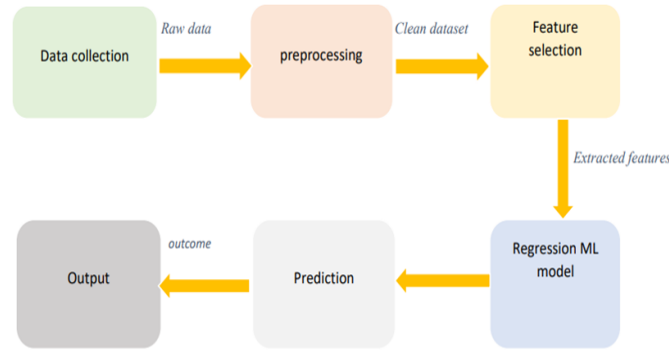 Data collection
Raw data
preprocessing
Clean dataset
Feature
selection
Extracted features
Regression ML
model
Prediction
outcome
Output